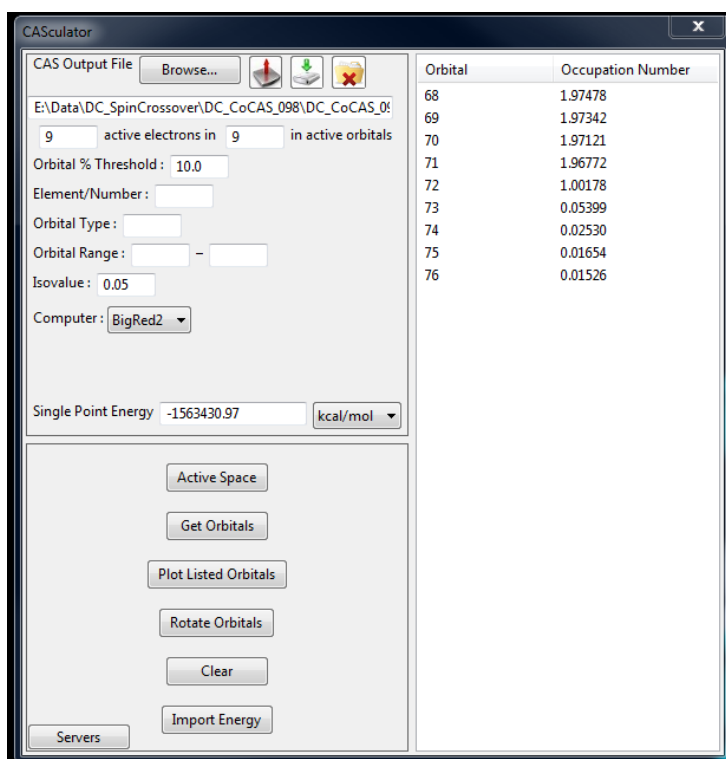 CASculator
x
CAS Output File Browse...
E:\Data\DC_SpinCrossover\DC_CoCAS_098\DC_CoCAS_09
9 active electrons in 9 in active orbitals
Orbital % Threshold : 10.0
Element/Number :
Orbital Type :
Orbital Range : –
Isovalue : 0.05
Computer : BigRed2
Single Point Energy -1563430.97 kcal/mol
Active Space
Get Orbitals
Plot Listed Orbitals
Rotate Orbitals
Clear
Import Energy
Servers
Orbital Occupation Number
68 1.97478
69 1.97342
70 1.97121
71 1.96772
72 1.00178
73 0.05399
74 0.02530
75 0.01654
76 0.01526